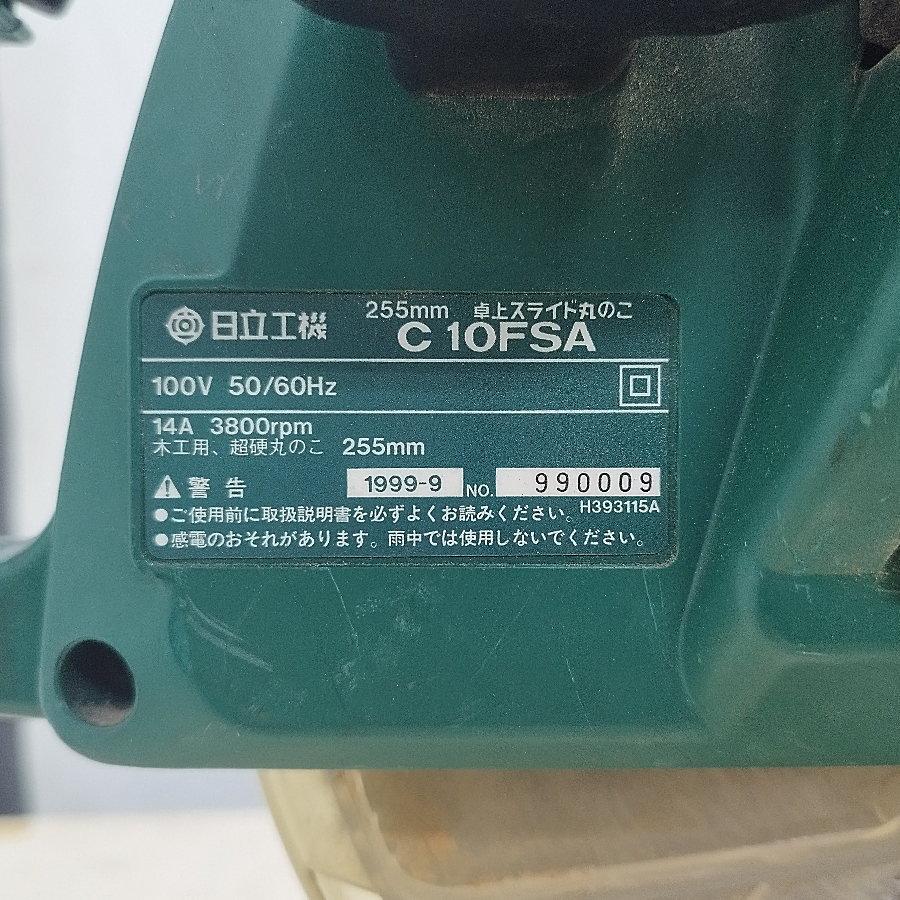 日立工機
255mm 卓上スライド丸のこ
C 10FSA
100V 50/60Hz
14A 3800rpm
木工用、超硬丸のこ 255mm
警告 1999-9 NO. 990009
H393115A
●ご使用前に取扱説明書を必ずよくお読みください。
●感電のおそれがあります。雨中では使用しないでください。